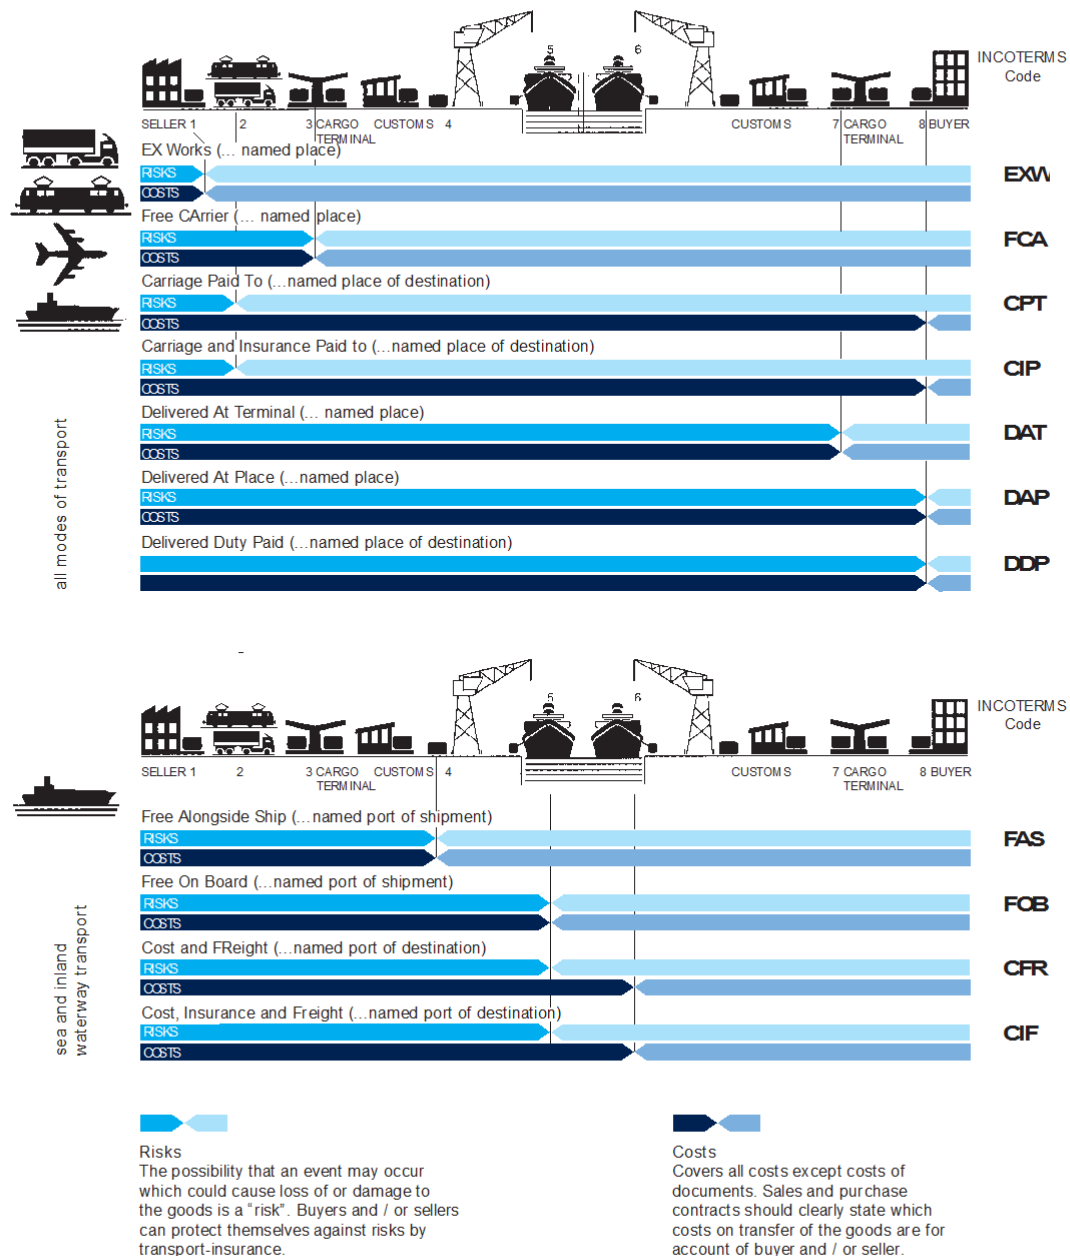 5 6
INCOTERMS
Code
SELLER 1 2 3 CARGO TERMINAL CUSTOMS 4 CUSTOMS 7 CARGO TERMINAL 8 BUYER
EX Works (... named place)
RISKS
COSTS
EXW
Free CArrier (... named place)
RISKS
COSTS
FCA
Carriage Paid To (...named place of destination)
RISKS
COSTS
CPT
Carriage and Insurance Paid to (...named place of destination)
RISKS
COSTS
CIP
Delivered At Terminal (... named place)
RISKS
COSTS
DAT
Delivered At Place (...named place)
RISKS
COSTS
DAP
Delivered Duty Paid (...named place of destination)
DDP
all modes of transport
5 6
INCOTERMS
Code
SELLER 1 2 3 CARGO TERMINAL CUSTOMS 4 CUSTOMS 7 CARGO TERMINAL 8 BUYER
Free Alongside Ship (...named port of shipment)
RISKS
COSTS
FAS
Free On Board (...named port of shipment)
RISKS
COSTS
FOB
Cost and FReight (...named port of destination)
RISKS
COSTS
CFR
Cost, Insurance and Freight (...named port of destination)
RISKS
COSTS
CIF
sea and inland
waterway transport
Risks
The possibility that an event may occur
which could cause loss of or damage to
the goods is a "risk". Buyers and / or sellers
can protect themselves against risks by
transport-insurance.
Costs
Covers all costs except costs of
documents. Sales and purchase
contracts should clearly state which
costs on transfer of the goods are for
account of buyer and / or seller.